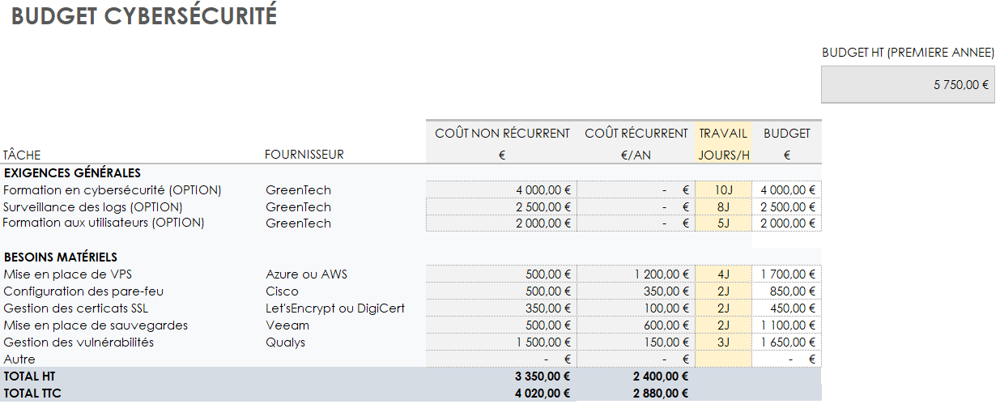 BUDGET CYBERSÉCURITÉ
BUDGET HT (PREMIERE ANNEE)
5 750,00 €
COÛT NON RÉCURRENT COÛT RÉCURRENT TRAVAIL BUDGET
TÂCHE FOURNISSEUR € €/AN JOURS/H €
EXIGENCES GÉNÉRALES
Formation en cybersécurité (OPTION) GreenTech 4 000,00 € - € 10J 4 000,00 €
Surveillance des logs (OPTION) GreenTech 2 500,00 € - € 8J 2 500,00 €
Formation aux utilisateurs (OPTION) GreenTech 2 000,00 € - € 5J 2 000,00 €
BESOINS MATÉRIELS
Mise en place de VPS Azure ou AWS 500,00 € 1 200,00 € 4J 1 700,00 €
Configuration des pare-feu Cisco 500,00 € 350,00 € 2J 850,00 €
Gestion des certicats SSL Let'sEncrypt ou DigiCert 350,00 € 100,00 € 2J 450,00 €
Mise en place de sauvegardes Veeam 500,00 € 600,00 € 2J 1 100,00 €
Gestion des vulnérabilités Qualys 1 500,00 € 150,00 € 3J 1 650,00 €
Autre - € - € - €
TOTAL HT 3 350,00 € 2 400,00 €
TOTAL TTC 4 020,00 € 2 880,00 €